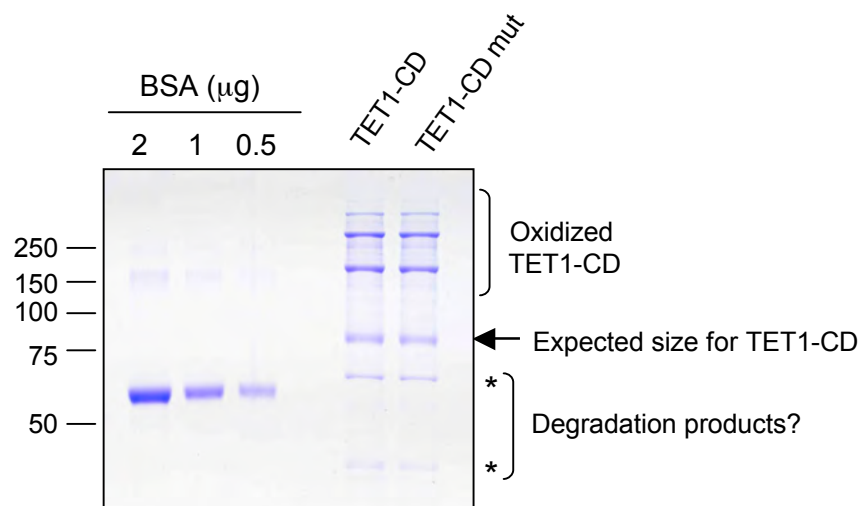 BSA (μg)
2 1 0.5
TET1-CD
TET1-CD mut
250
150
100
75
50
Oxidized
TET1-CD
Expected size for TET1-CD
*
Degradation products?
*